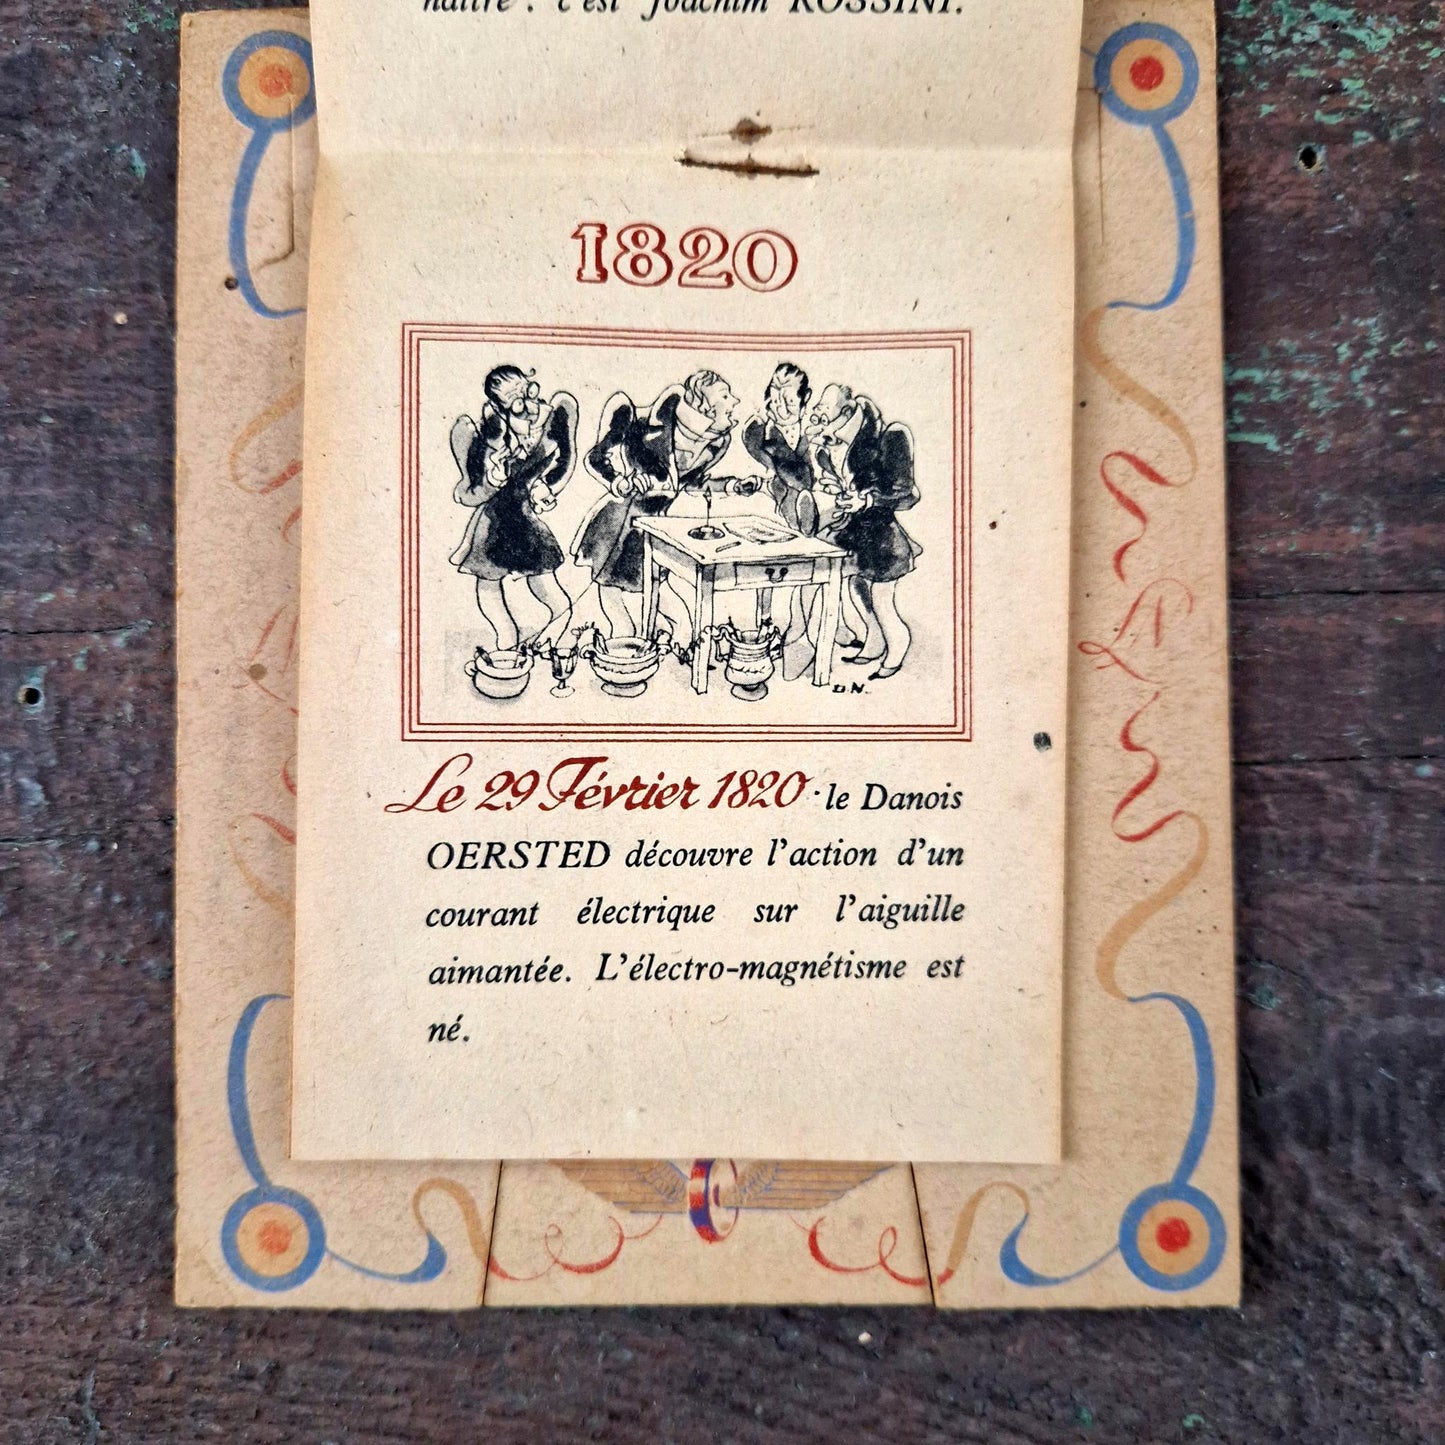 naître : c'est Joachim ROSSINI.
1820
D.N.
Le 29 Février 1820 · le Danois
OERSTED découvre l'action d'un
courant électrique sur l'aiguille
aimantée. L'électro-magnétisme est
né.